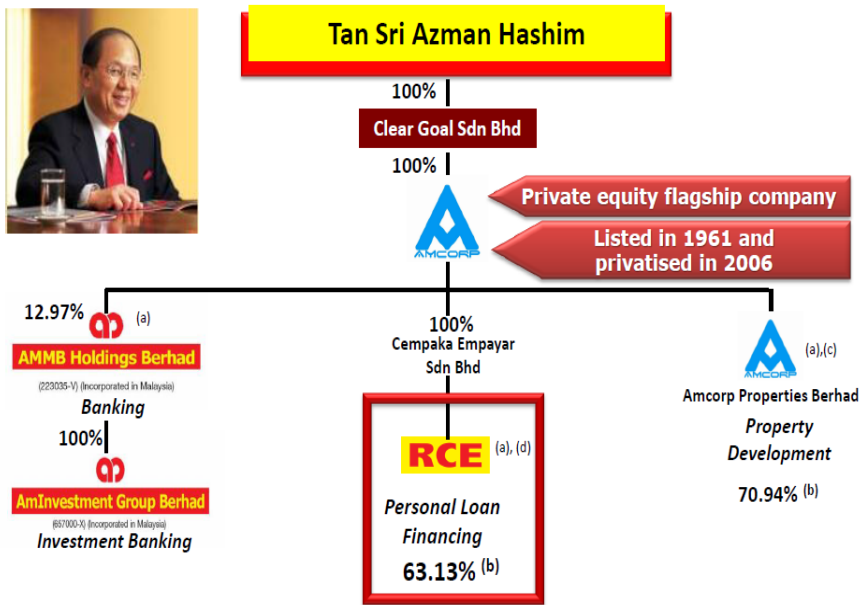 Tan Sri Azman Hashim
100%
Clear Goal Sdn Bhd
100%
AMCORP
Private equity flagship company
Listed in 1961 and
privatised in 2006
12.97%
(a)
AMMB Holdings Berhad
(223035-V) (Incorporated in Malaysia)
Banking
100%
AmInvestment Group Berhad
(657000-X) (Incorporated in Malaysia)
Investment Banking
100%
Cempaka Empayar
Sdn Bhd
RCE (a), (d)
Personal Loan
Financing
63.13% (b)
AMCORP
(a),(c)
Amcorp Properties Berhad
Property
Development
70.94% (b)